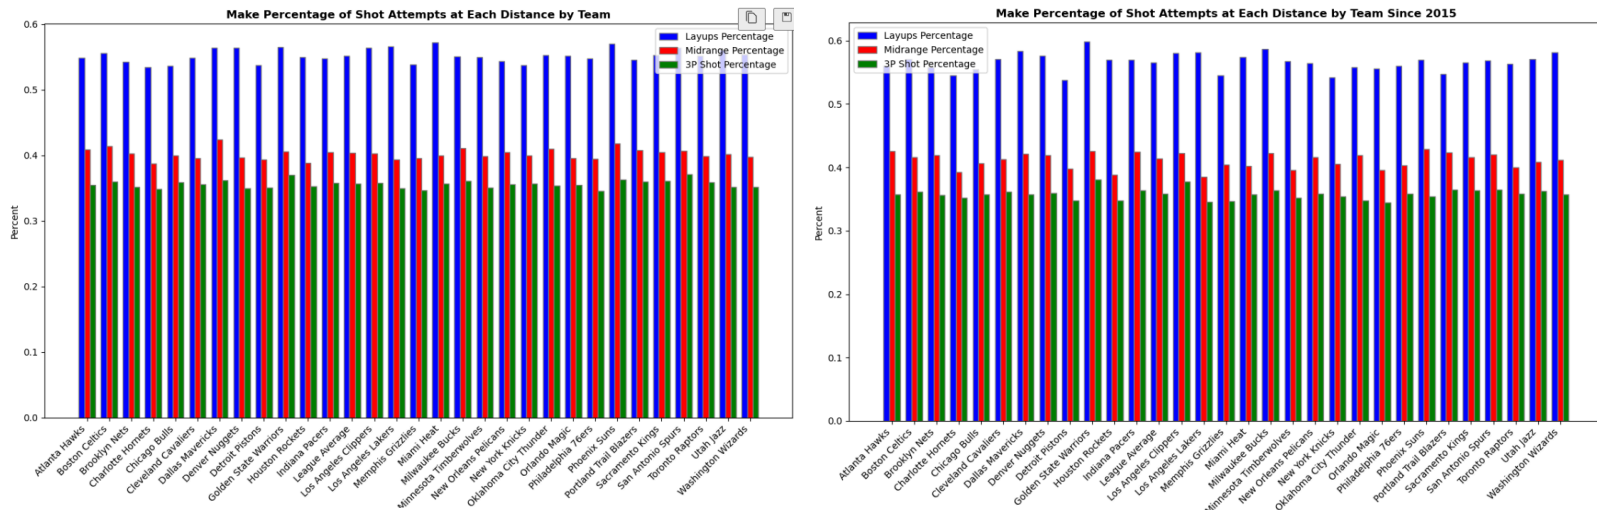 Make Percentage of Shot Attempts at Each Distance by Team
Layups Percentage
Midrange Percentage
3P Shot Percentage
Percent
0.6
0.5
0.4
0.3
0.2
0.1
0.0
Atlanta Hawks
Boston Celtics
Brooklyn Nets
Charlotte Hornets
Chicago Bulls
Cleveland Cavaliers
Dallas Mavericks
Denver Nuggets
Detroit Pistons
Golden State Warriors
Houston Rockets
Indiana Pacers
League Average
Los Angeles Clippers
Los Angeles Lakers
Memphis Grizzlies
Miami Heat
Milwaukee Bucks
Minnesota Timberwolves
New Orleans Pelicans
New York Knicks
Oklahoma City Thunder
Orlando Magic
Philadelphia 76ers
Phoenix Suns
Portland Trail Blazers
Sacramento Kings
San Antonio Spurs
Toronto Raptors
Utah Jazz
Washington Wizards
Make Percentage of Shot Attempts at Each Distance by Team Since 2015
Layups Percentage
Midrange Percentage
3P Shot Percentage
Percent
0.6
0.5
0.4
0.3
0.2
0.1
0.0
Atlanta Hawks
Boston Celtics
Brooklyn Nets
Charlotte Hornets
Chicago Bulls
Cleveland Cavaliers
Dallas Mavericks
Denver Nuggets
Detroit Pistons
Golden State Warriors
Houston Rockets
Indiana Pacers
League Average
Los Angeles Clippers
Los Angeles Lakers
Memphis Grizzlies
Miami Heat
Milwaukee Bucks
Minnesota Timberwolves
New Orleans Pelicans
New York Knicks
Oklahoma City Thunder
Orlando Magic
Philadelphia 76ers
Phoenix Suns
Portland Trail Blazers
Sacramento Kings
San Antonio Spurs
Toronto Raptors
Utah Jazz
Washington Wizards